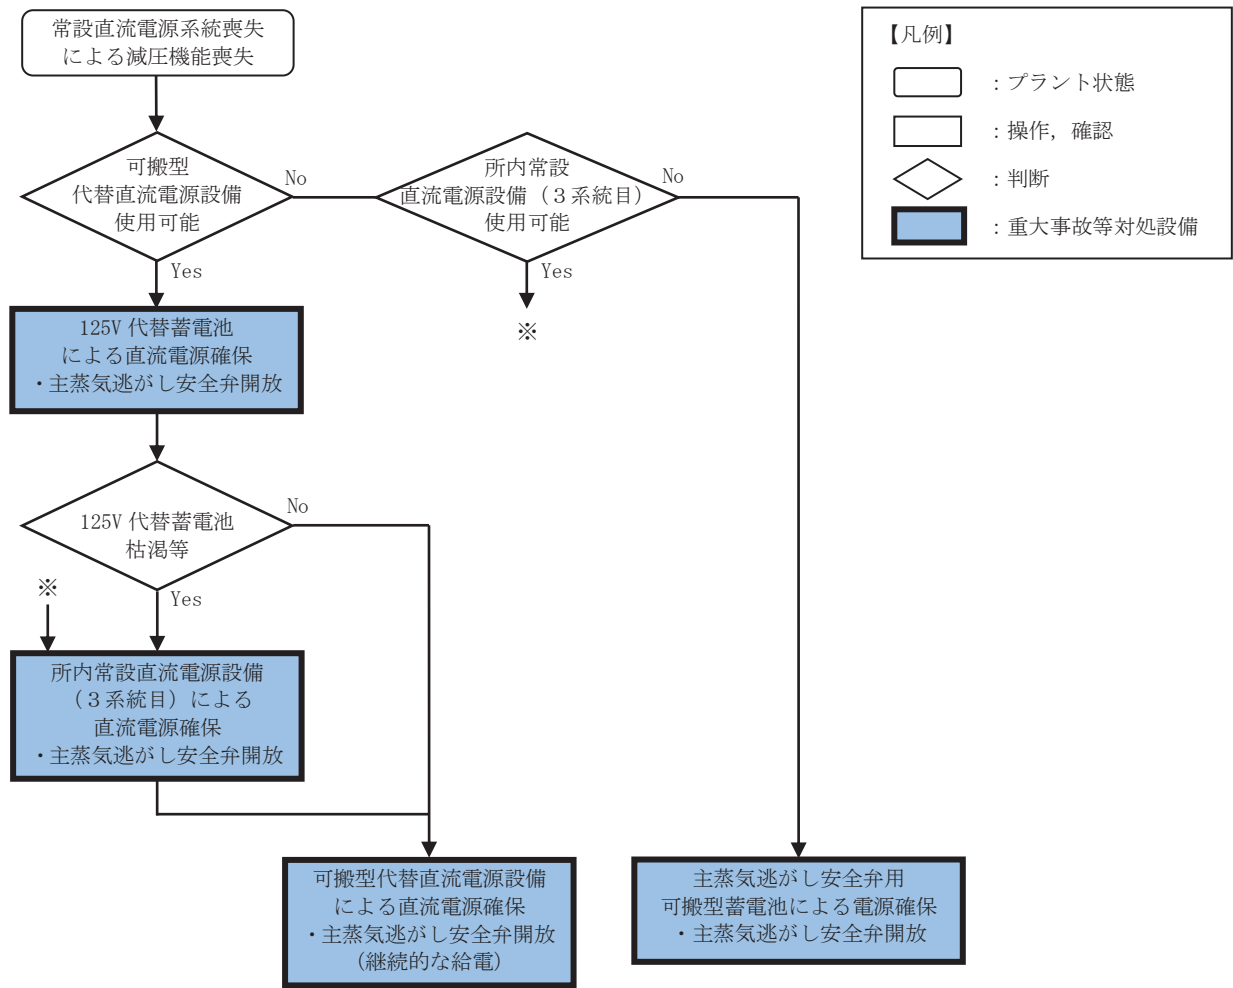 常設直流電源系統喪失
による減圧機能喪失
可搬型
代替直流電源設備
使用可能
No
Yes
所内常設
直流電源設備（３系統目）
使用可能
No
Yes
※
125V 代替蓄電池
による直流電源確保
・主蒸気逃がし安全弁開放
125V 代替蓄電池
枯渇等
No
Yes
※
所内常設直流電源設備
（３系統目）による
直流電源確保
・主蒸気逃がし安全弁開放
可搬型代替直流電源設備
による直流電源確保
・主蒸気逃がし安全弁開放
（継続的な給電）
主蒸気逃がし安全弁用
可搬型蓄電池による電源確保
・主蒸気逃がし安全弁開放
【凡例】
：プラント状態
：操作，確認
：判断
：重大事故等対処設備